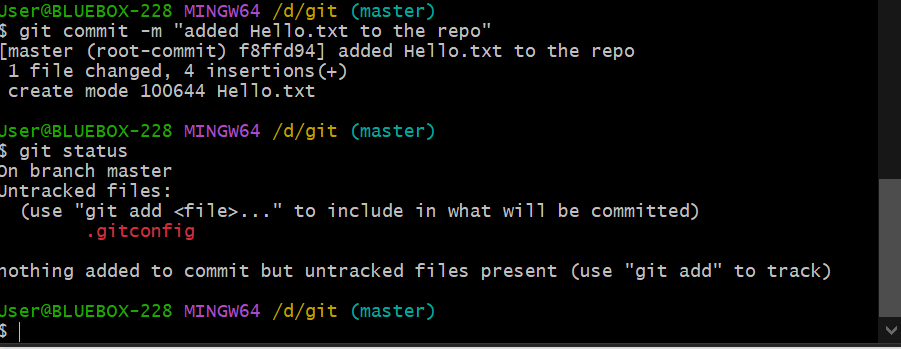 User@BLUEBOX-228 MINGW64 /d/git (master)
$ git commit -m "added Hello.txt to the repo"
[master (root-commit) f8ffd94] added Hello.txt to the repo
 1 file changed, 4 insertions(+)
 create mode 100644 Hello.txt

User@BLUEBOX-228 MINGW64 /d/git (master)
$ git status
On branch master
Untracked files:
  (use "git add <file>..." to include in what will be committed)
        .gitconfig

nothing added to commit but untracked files present (use "git add" to track)

User@BLUEBOX-228 MINGW64 /d/git (master)
$